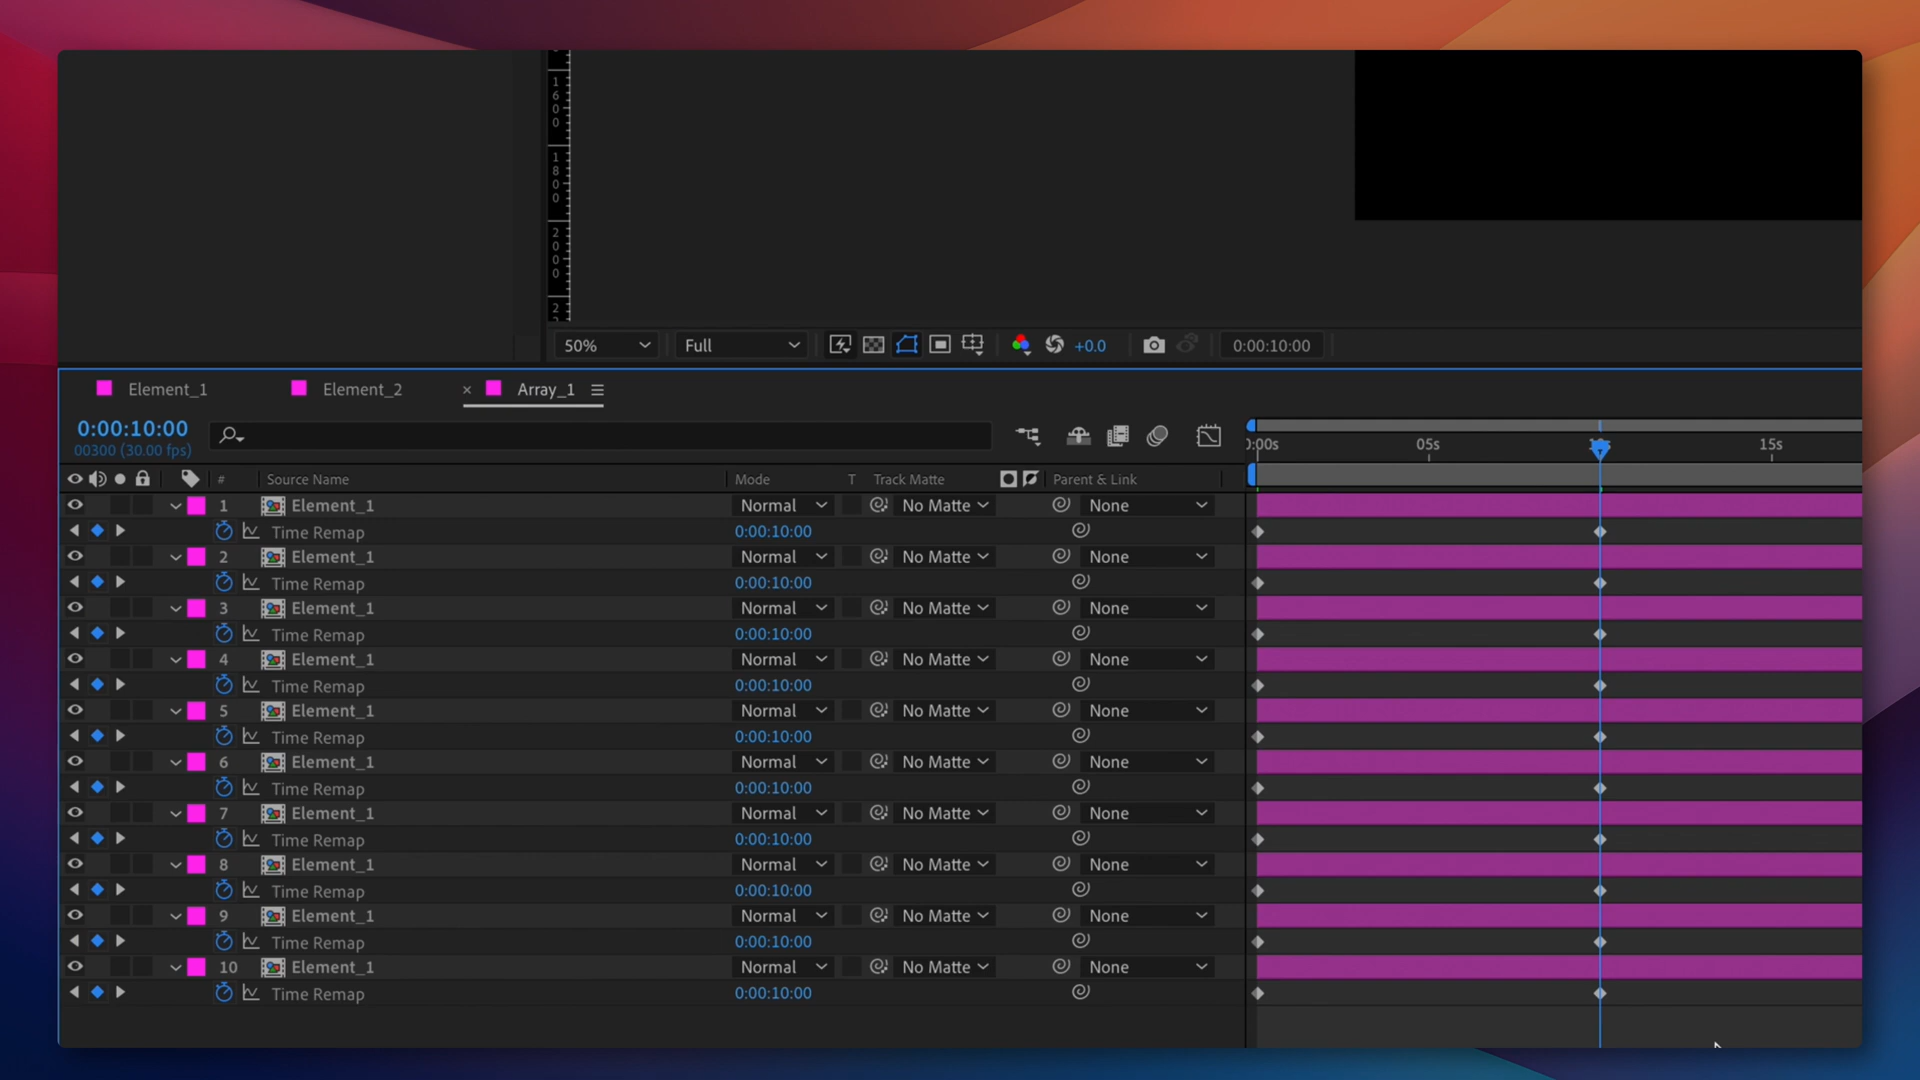 1600
1800
2000
2
50% Full +0.0 0:00:10:00
Element_1 Element_2 × Array_1
0:00:10:00
00300 (30.00 fps)
0:00s 05s 15s
# Source Name Mode T Track Matte Parent & Link
1 Element_1 Normal No Matte None
Time Remap 0:00:10:00
2 Element_1 Normal No Matte None
Time Remap 0:00:10:00
3 Element_1 Normal No Matte None
Time Remap 0:00:10:00
4 Element_1 Normal No Matte None
Time Remap 0:00:10:00
5 Element_1 Normal No Matte None
Time Remap 0:00:10:00
6 Element_1 Normal No Matte None
Time Remap 0:00:10:00
7 Element_1 Normal No Matte None
Time Remap 0:00:10:00
8 Element_1 Normal No Matte None
Time Remap 0:00:10:00
9 Element_1 Normal No Matte None
Time Remap 0:00:10:00
10 Element_1 Normal No Matte None
Time Remap 0:00:10:00